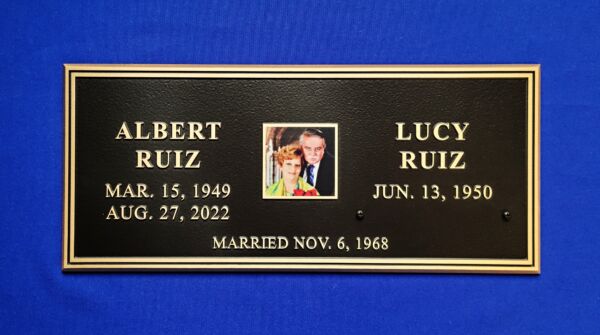 ALBERT
RUIZ
MAR. 15, 1949
AUG. 27, 2022
LUCY
RUIZ
JUN. 13, 1950
MARRIED NOV. 6, 1968